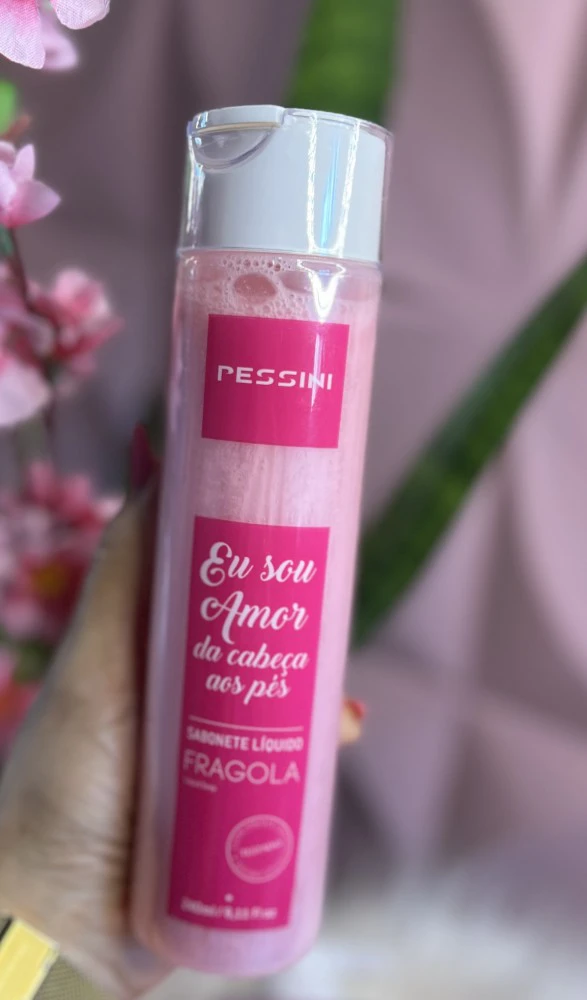 PESSINI
Eu sou
Amor
da cabeça
aos pés
SABONETE LÍQUIDO
FRAGOLA